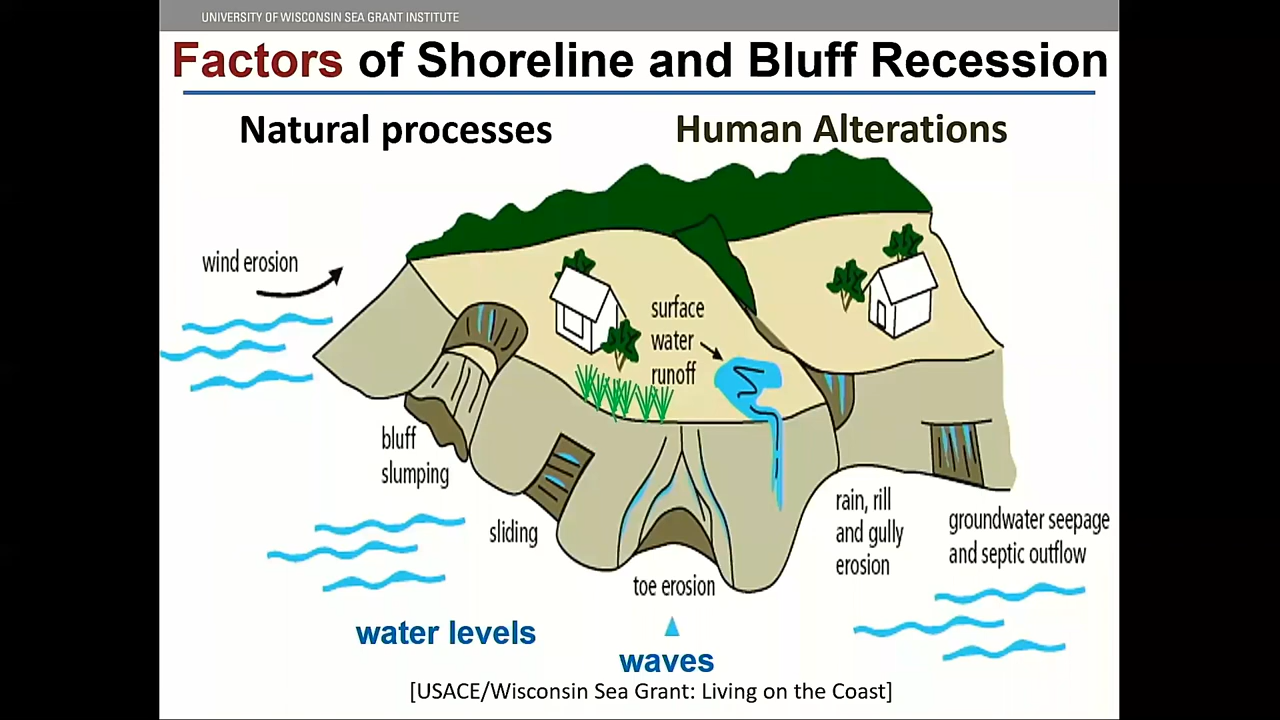 UNIVERSITY OF WISCONSIN SEA GRANT INSTITUTE
Factors of Shoreline and Bluff Recession
Natural processes
Human Alterations
wind erosion
surface
water
runoff
bluff
slumping
sliding
toe erosion
rain, rill
and gully
erosion
groundwater seepage
and septic outflow
water levels
waves
[USACE/Wisconsin Sea Grant: Living on the Coast]